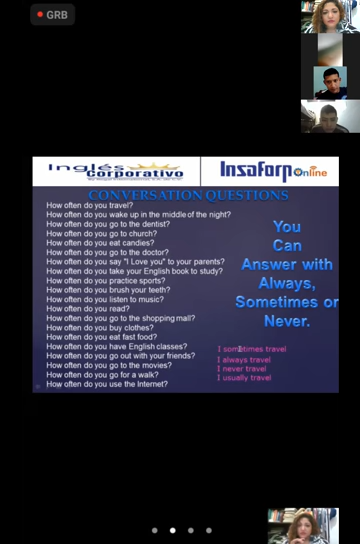 GRB
Inglés
Corporativo
Insaforp Online
CONVERSATION QUESTIONS
How often do you travel?
How often do you wake up in the middle of the night?
How often do you go to the dentist?
How often do you go to church?
How often do you eat candies?
How often do you go to the doctor?
How often do you say "I Love you" to your parents?
How often do you take your English book to study?
How often do you practice sports?
How often do you brush your teeth?
How often do you listen to music?
How often do you read?
How often do you go to the shopping mall?
How often do you buy clothes?
How often do you eat fast food?
How often do you have English classes?
How often do you go out with your friends?
How often do you go to the movies?
How often do you go for a walk?
How often do you use the Internet?
You
Can
Answer with
Always,
Sometimes or
Never.
I sometimes travel
I always travel
I never travel
I usually travel